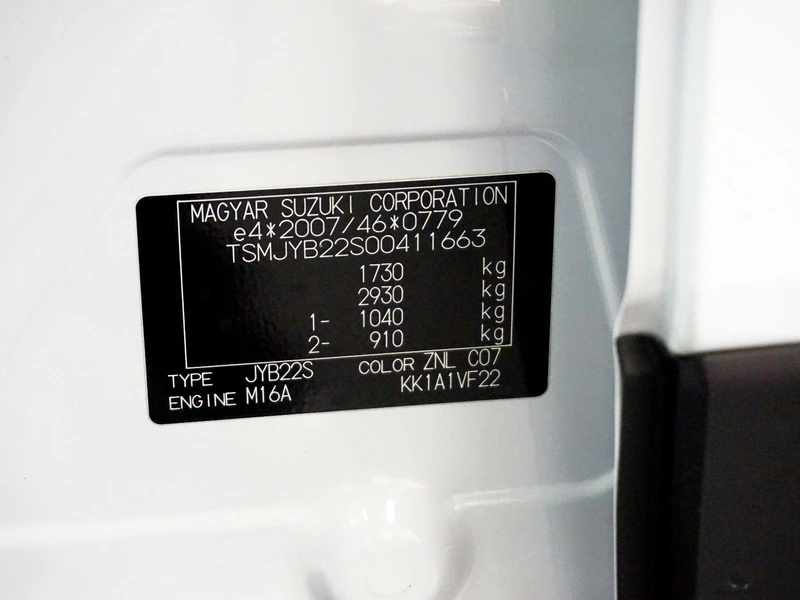 MAGYAR SUZUKI CORPORATION
e4*2007/46*0779
TSMJYB22S00411663
1730 kg
2930 kg
1- 1040 kg
2- 910 kg
TYPE JYB22S COLOR ZNL C07
ENGINE M16A KK1A1VF22